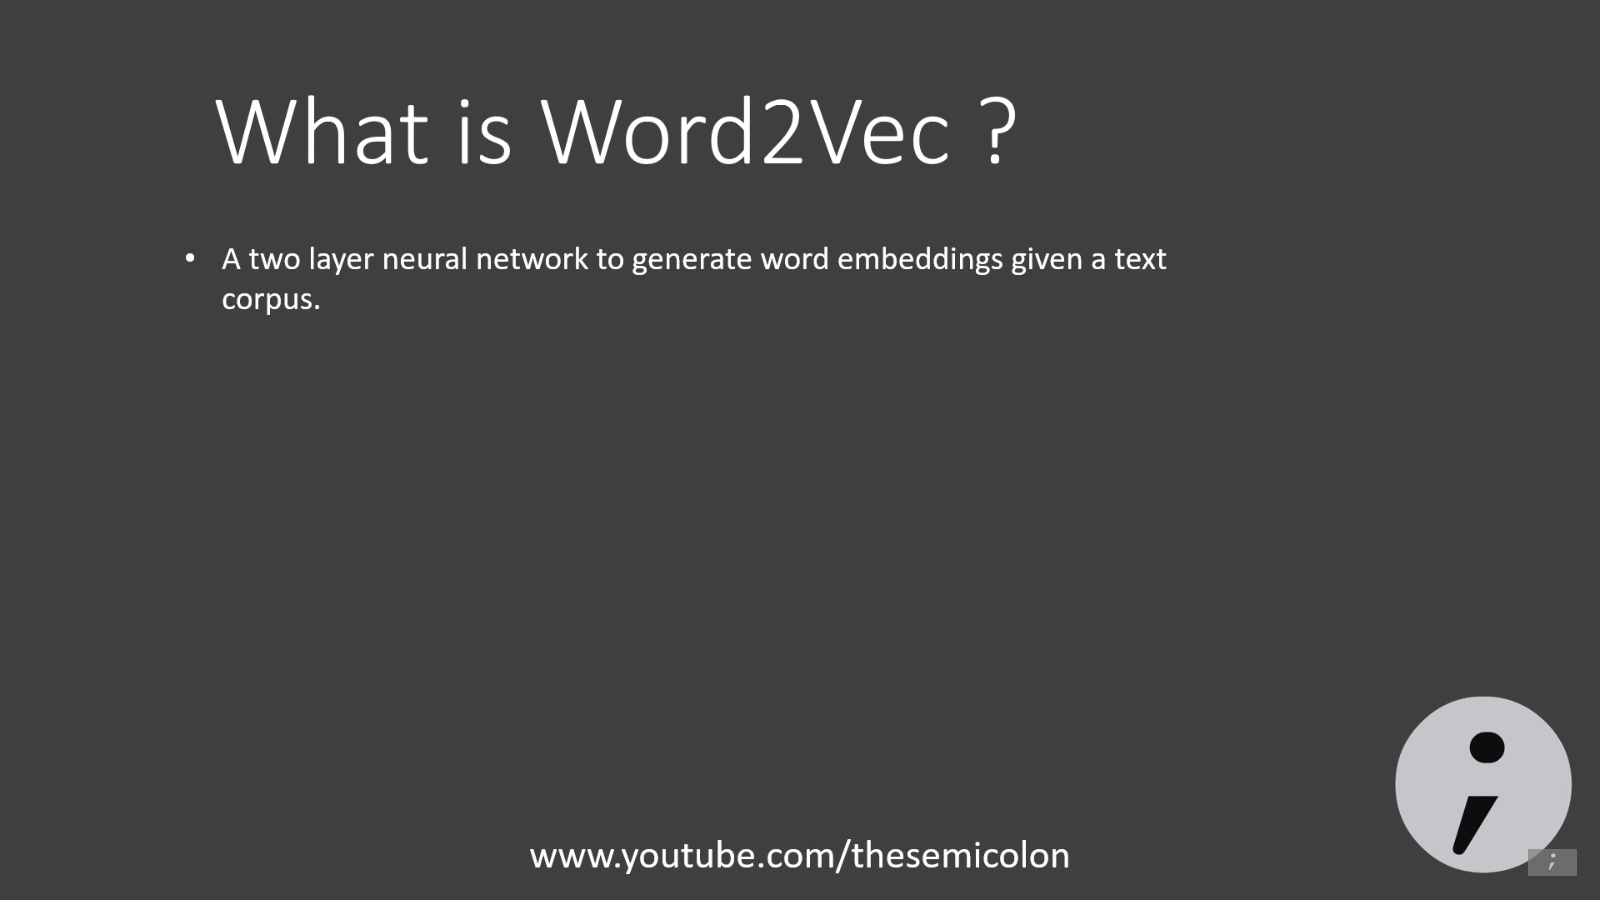 What is Word2Vec ?
• A two layer neural network to generate word embeddings given a text
corpus.
www.youtube.com/thesemicolon
;
;